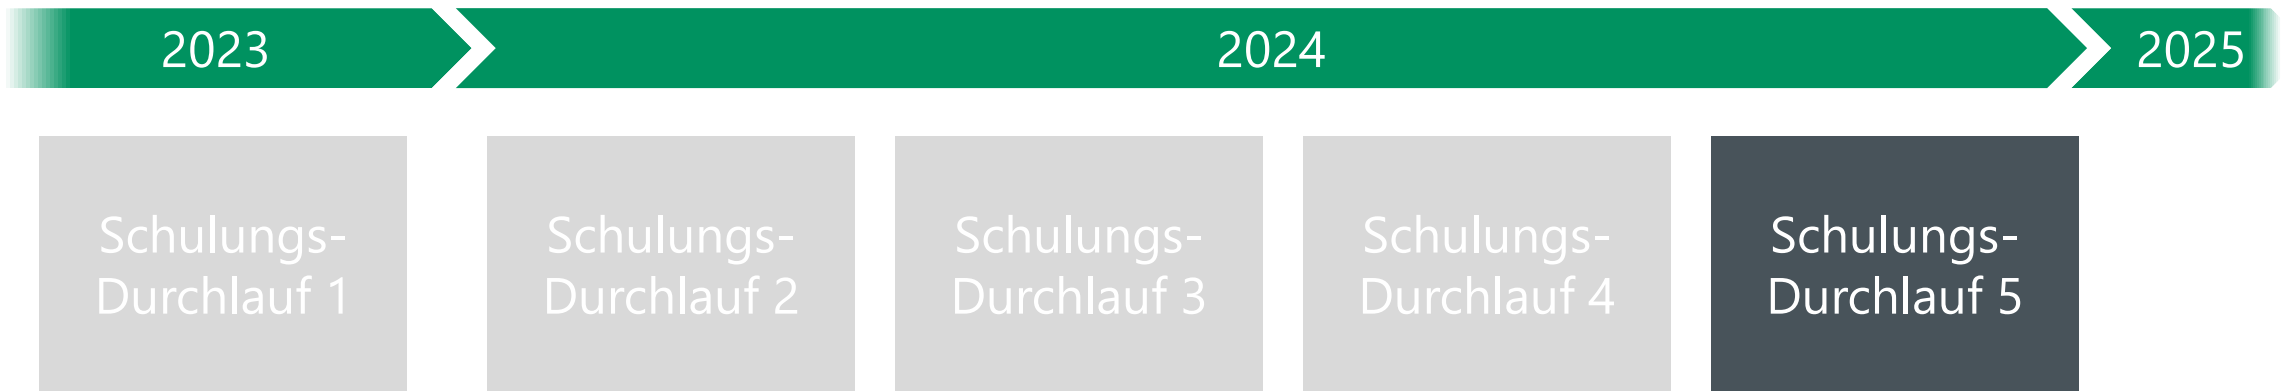 2023
2024
2025
Schulungs-
Durchlauf 1
Schulungs-
Durchlauf 2
Schulungs-
Durchlauf 3
Schulungs-
Durchlauf 4
Schulungs-
Durchlauf 5